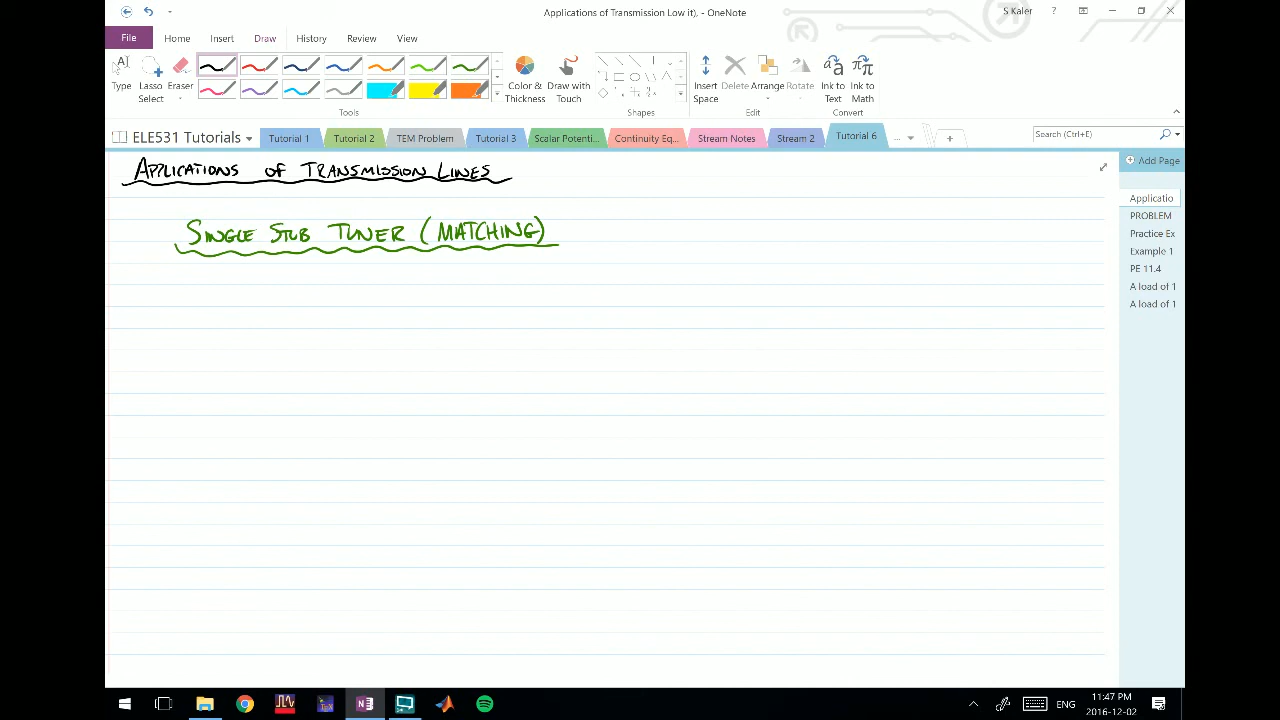 Applications of Transmission Low it), - OneNote
S Kaler
?
File
Home
Insert
Draw
History
Review
View
Type
Lasso Select
Eraser
Color & Thickness
Draw with Touch
Insert Space
Delete
Arrange
Rotate
Ink to Text
Ink to Math
Tools
Shapes
Edit
Convert
ELE531 Tutorials
Tutorial 1
Tutorial 2
TEM Problem
Tutorial 3
Scalar Potenti...
Continuity Eq...
Stream Notes
Stream 2
Tutorial 6
...
Search (Ctrl+E)
APPLICATIONS OF TRANSMISSION LINES
Add Page
SINGLE STUB TUNER (MATCHING)
Applicatio
PROBLEM
Practice Ex
Example 1
PE 11.4
A load of 1
A load of 1
ENG
11:47 PM
2016-12-02